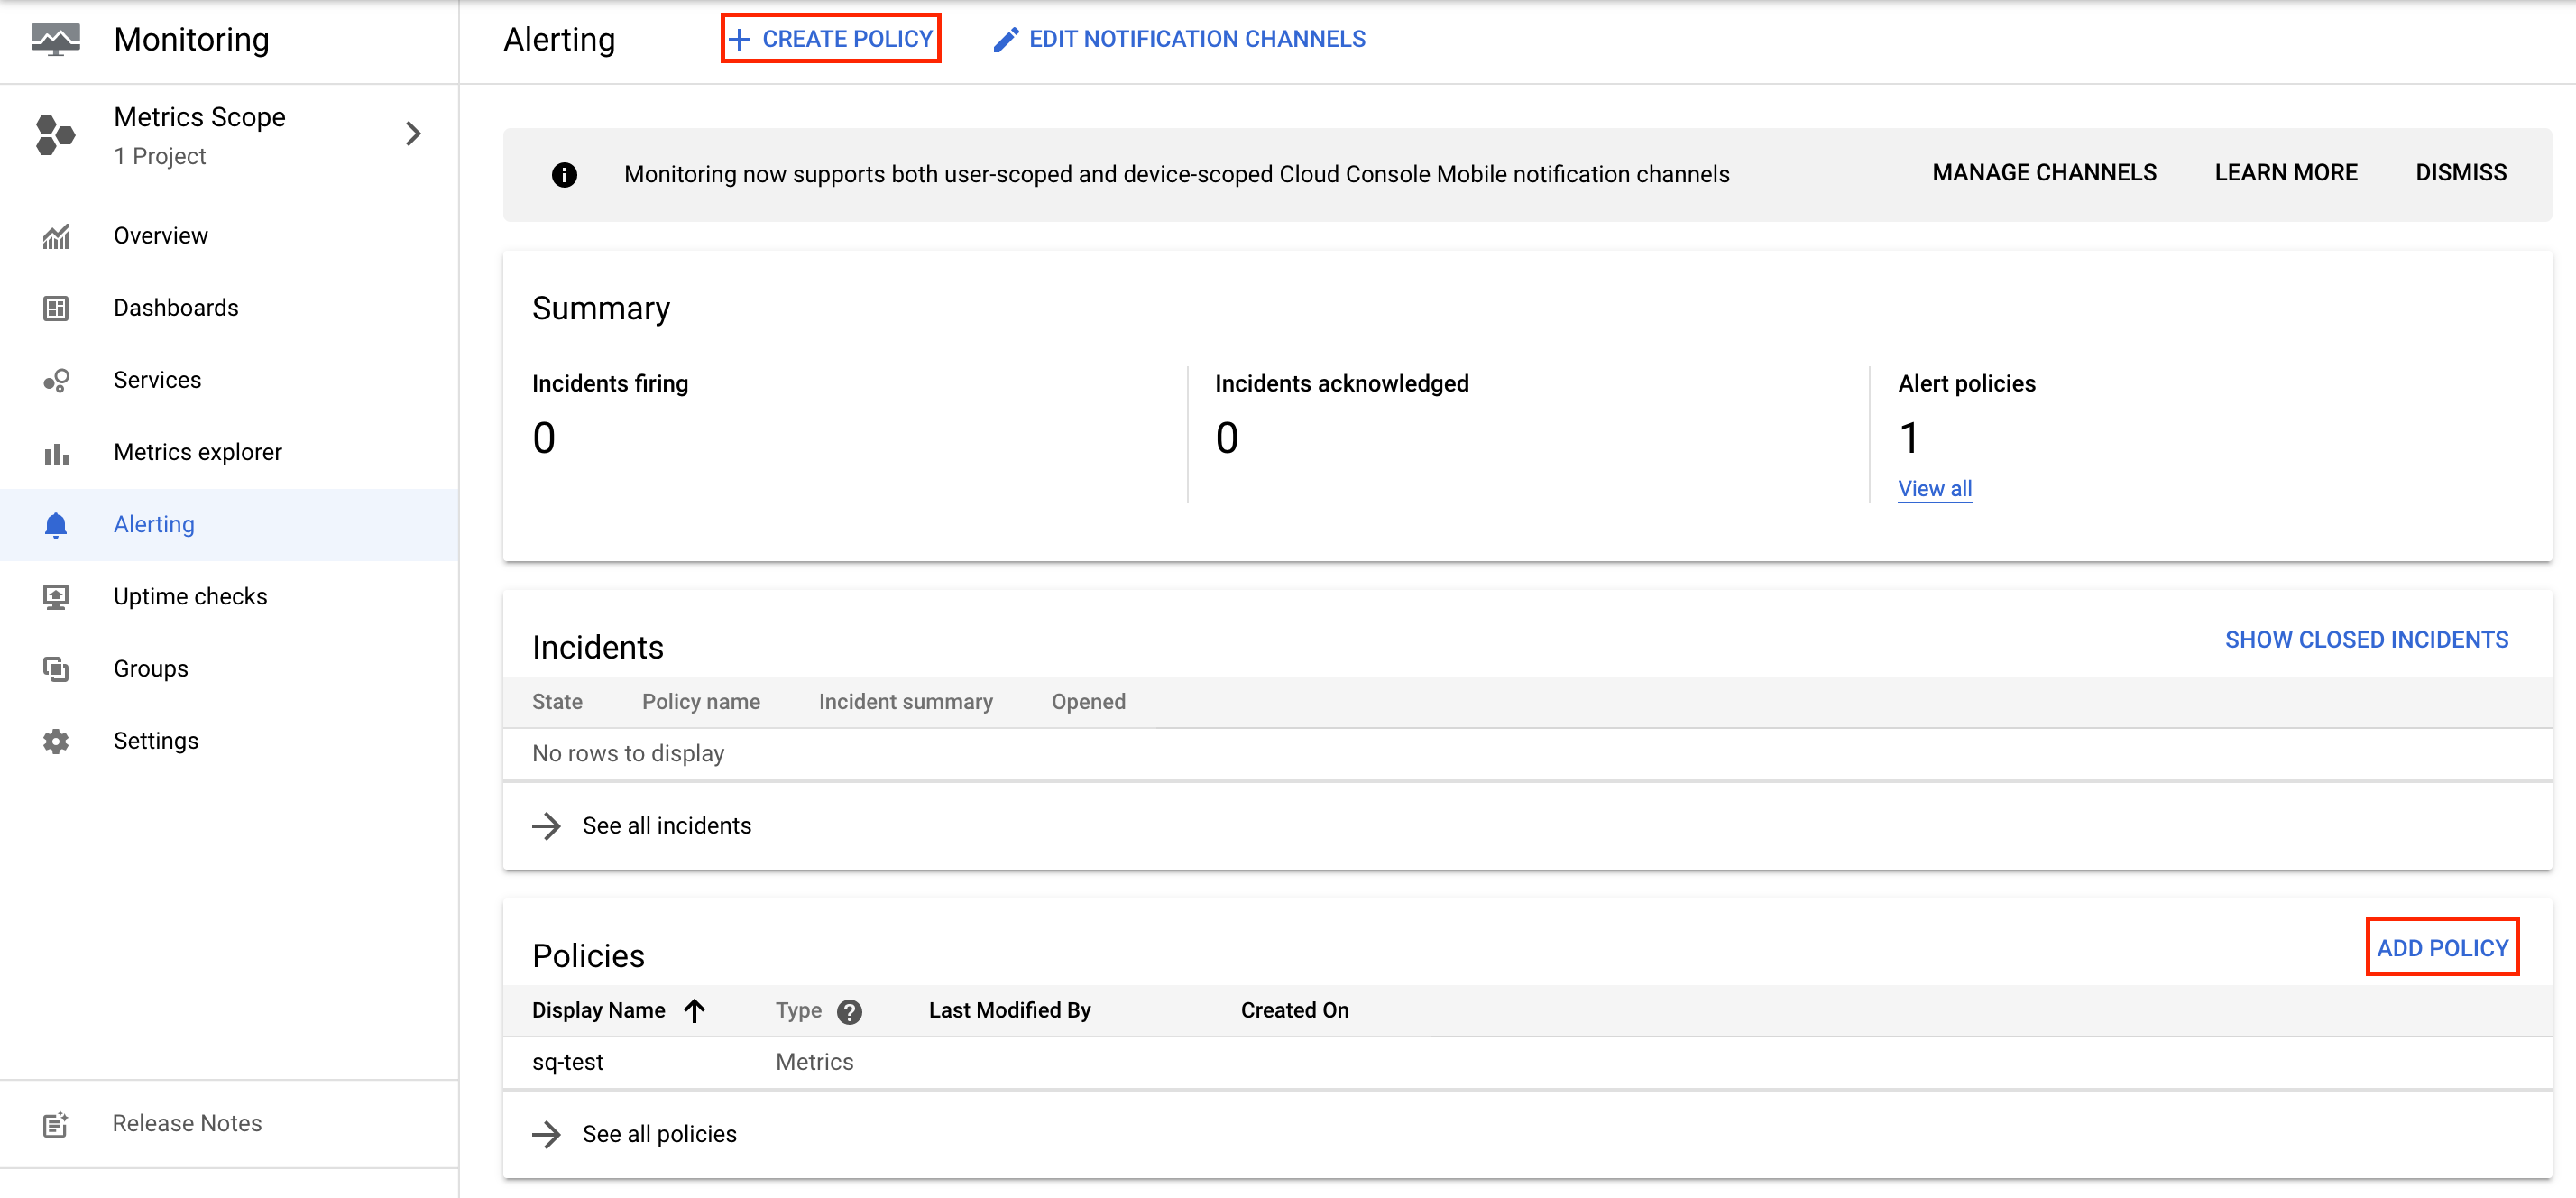 Monitoring
Metrics Scope
1 Project
Overview
Dashboards
Services
Metrics explorer
Alerting
Uptime checks
Groups
Settings
Release Notes
Alerting
CREATE POLICY
EDIT NOTIFICATION CHANNELS
Monitoring now supports both user-scoped and device-scoped Cloud Console Mobile notification channels
MANAGE CHANNELS
LEARN MORE
DISMISS
Summary
Incidents firing
0
Incidents acknowledged
0
Alert policies
1
View all
Incidents
SHOW CLOSED INCIDENTS
State Policy name Incident summary Opened
No rows to display
See all incidents
Policies
ADD POLICY
Display Name Type Last Modified By Created On
sq-test Metrics
See all policies